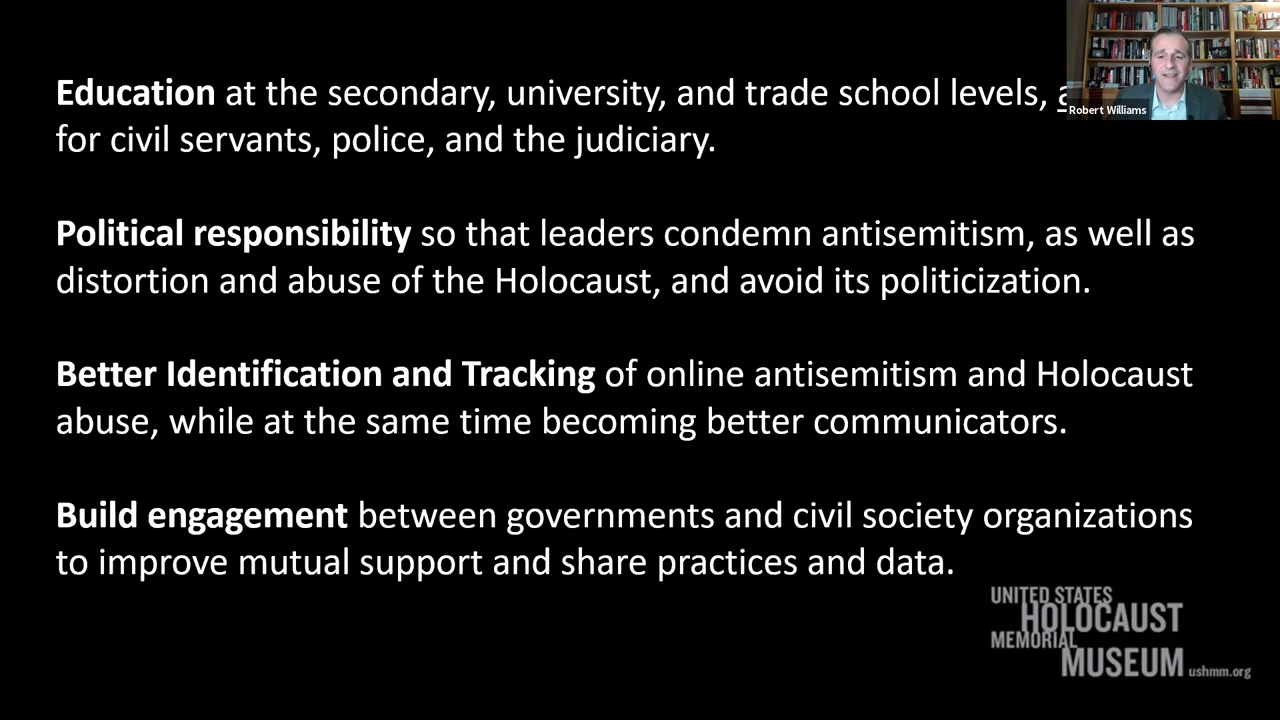 Education at the secondary, university, and trade school levels,
for civil servants, police, and the judiciary.
Political responsibility so that leaders condemn antisemitism, as well as
distortion and abuse of the Holocaust, and avoid its politicization.
Better Identification and Tracking of online antisemitism and Holocaust
abuse, while at the same time becoming better communicators.
Build engagement between governments and civil society organizations
to improve mutual support and share practices and data.
Robert Williams
UNITED STATES
HOLOCAUST
MEMORIAL
MUSEUM ushmm.org